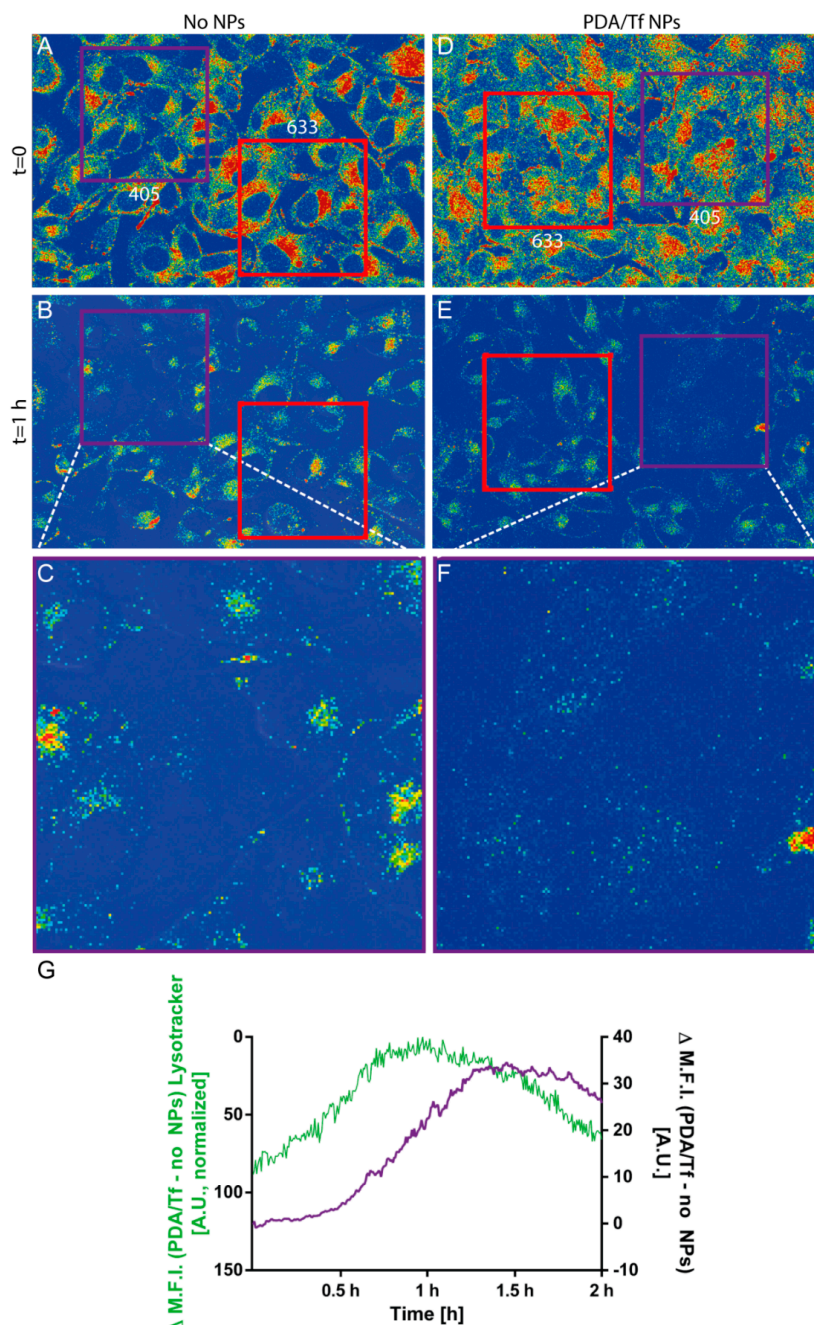 No NPs
PDA/Tf NPs
t=0
A
405
633
D
633
405
t=1 h
B
E
C
F
G
Δ M.F.I. (PDA/Tf - no NPs) Lysotracker
[A.U., normalized]
0
50
100
150
40
30
20
10
0
-10
Δ M.F.I. (PDA/Tf - no NPs)
[A.U.]
0.5 h
1 h
1.5 h
2 h
Time [h]